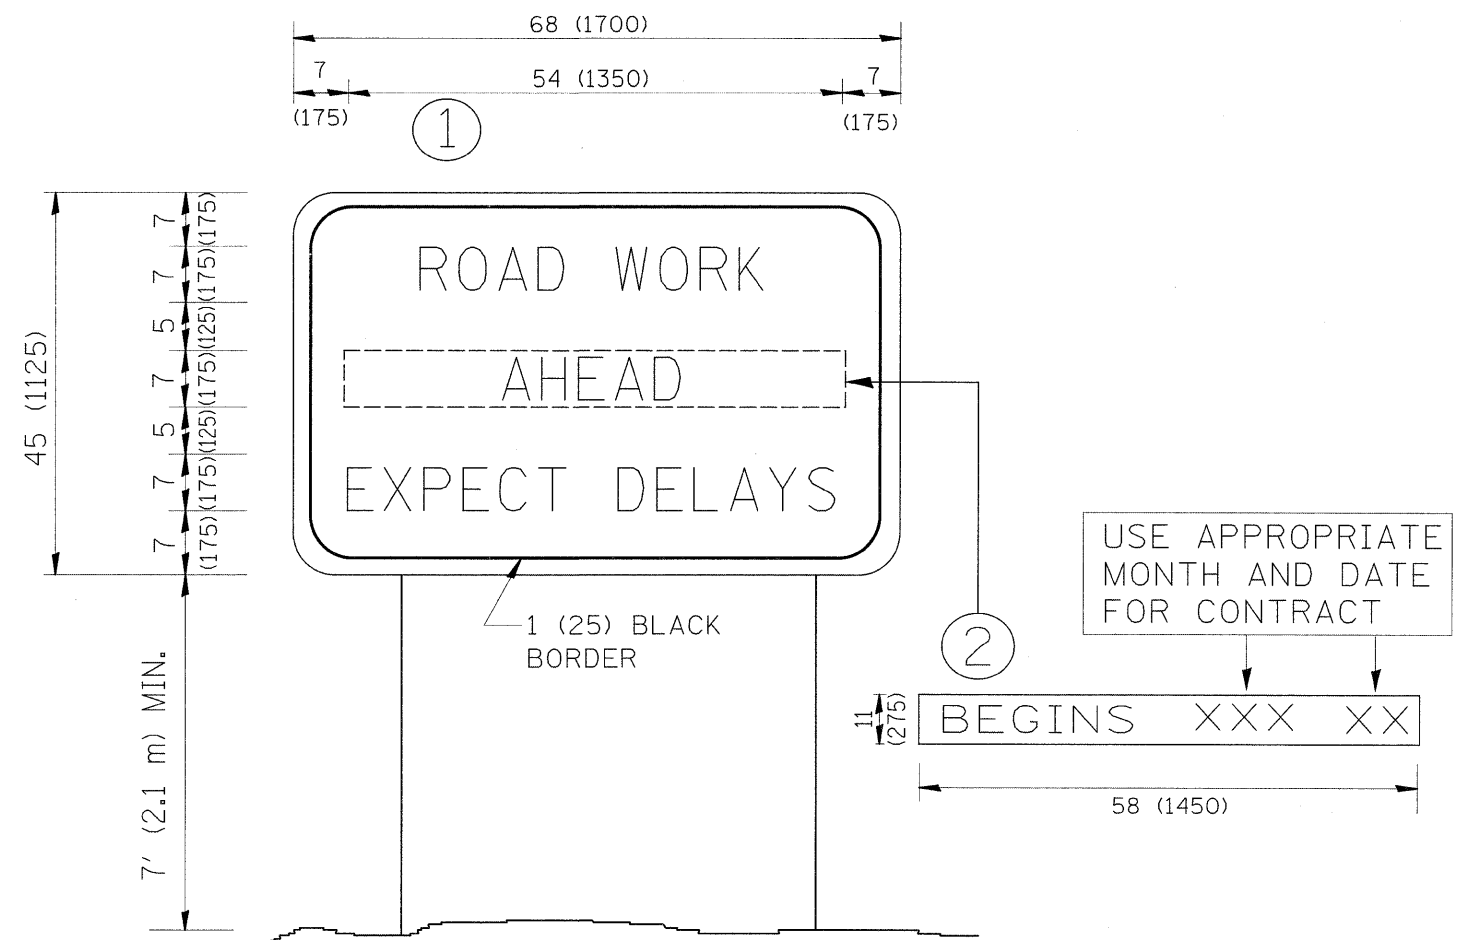 68 (1700)
7
54 (1350)
7
(175)
(175)
1
45 (1125)
7
(175)
7
(175)
5
(125)
7
(175)
5
(125)
7
(175)
7
(175)
ROAD WORK
AHEAD
EXPECT DELAYS
1 (25) BLACK
BORDER
7' (2.1 m) MIN.
USE APPROPRIATE
MONTH AND DATE
FOR CONTRACT
2
11
(275)
BEGINS XXX XX
58 (1450)